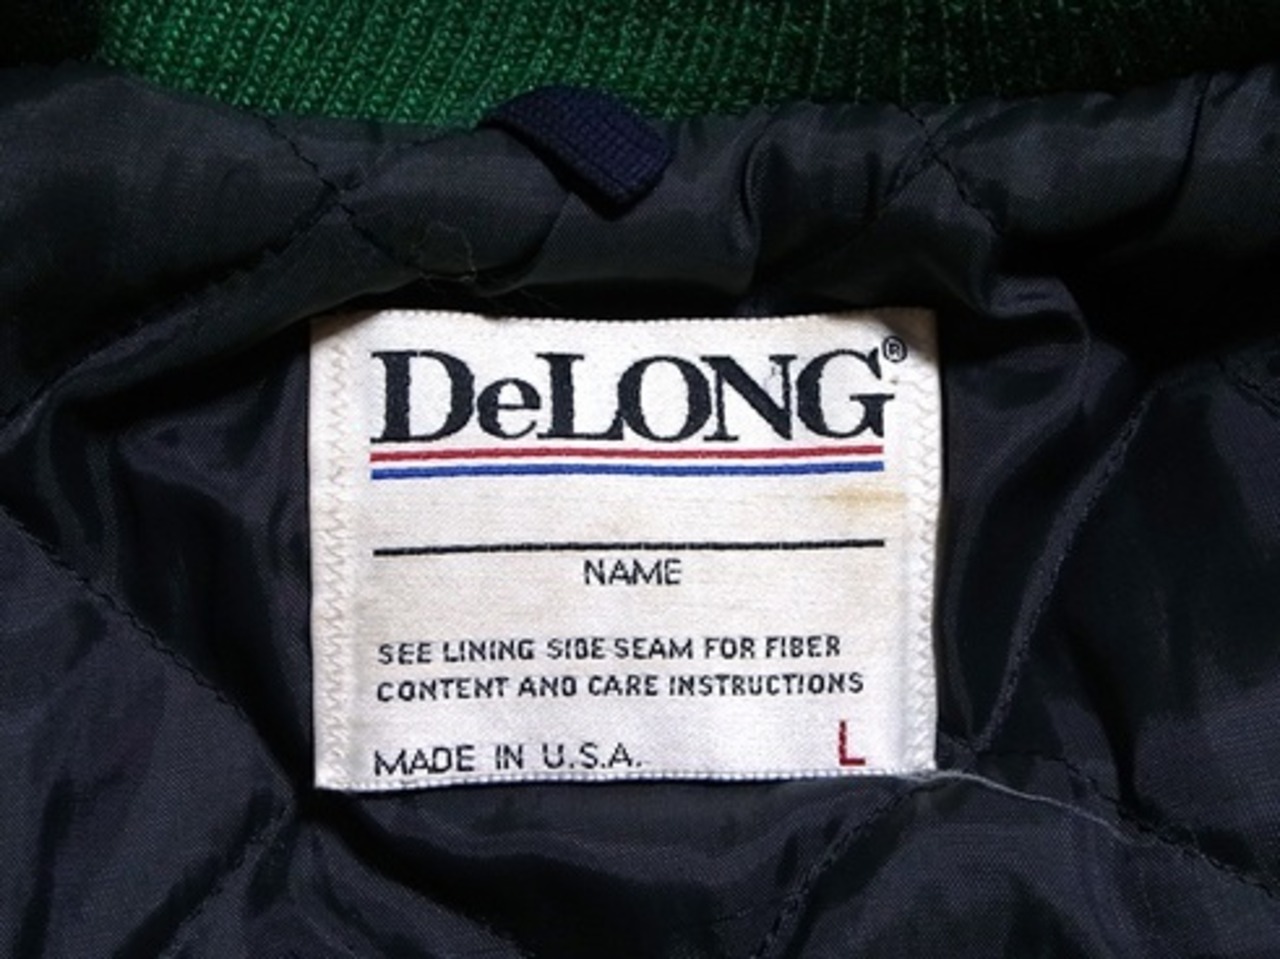 DeLONG®
NAME
SEE LINING SIDE SEAM FOR FIBER
CONTENT AND CARE INSTRUCTIONS
L
MADE IN U.S.A.